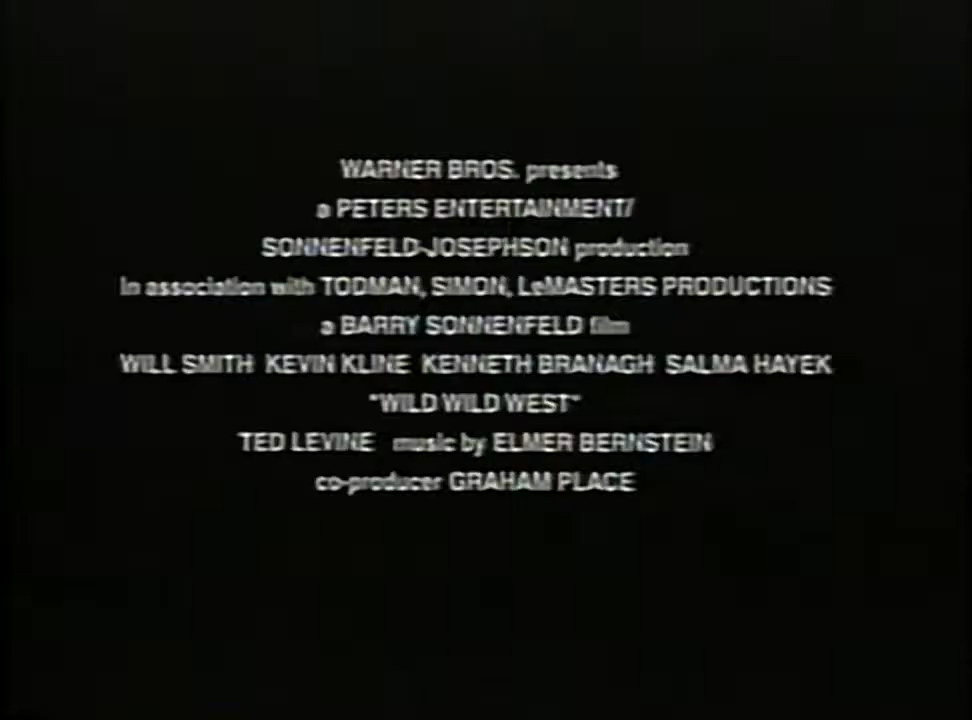 WARNER BROS. presents
a PETERS ENTERTAINMENT/
SONNENFELD-JOSEPHSON production
In association with TODMAN, SIMON, LeMASTERS PRODUCTIONS
a BARRY SONNENFELD film
WILL SMITH KEVIN KLINE KENNETH BRANAGH SALMA HAYEK
"WILD WILD WEST"
TED LEVINE music by ELMER BERNSTEIN
co-producer GRAHAM PLACE